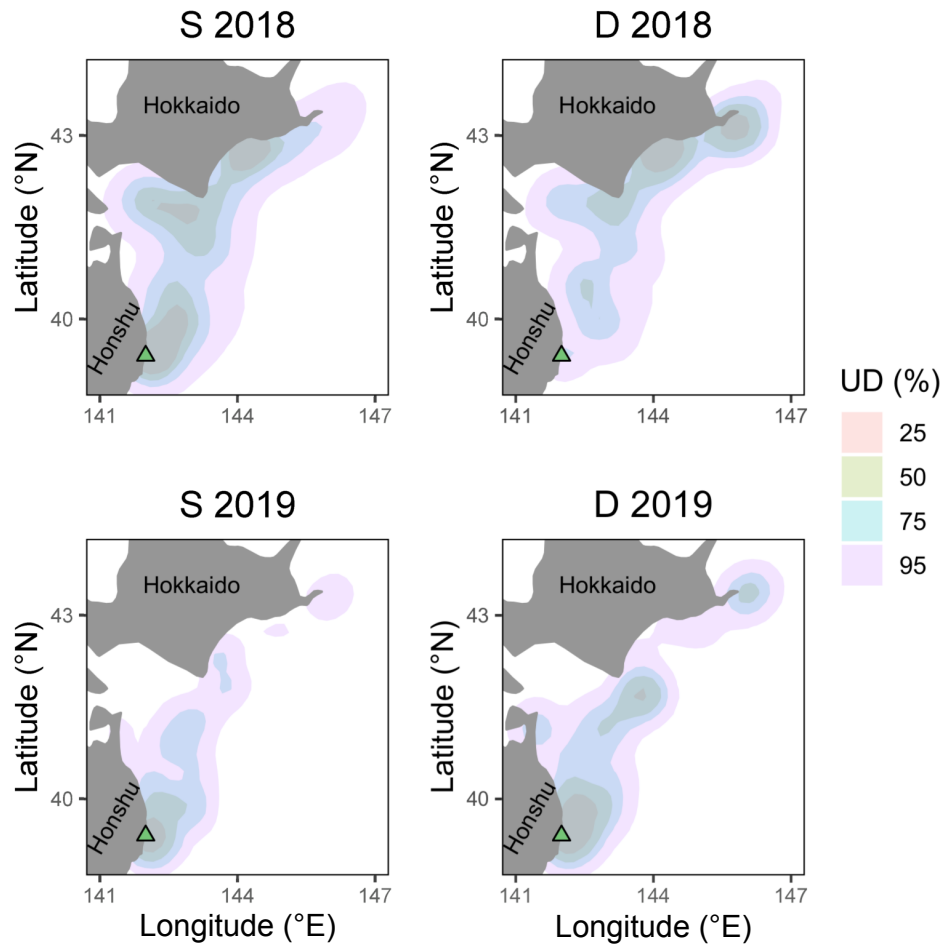 S 2018
D 2018
Hokkaido
Hokkaido
43
43
Latitude (°N)
Latitude (°N)
40
40
Honshu
Honshu
141
144
147
141
144
147
UD (%)
25
50
75
95
S 2019
D 2019
Hokkaido
Hokkaido
43
43
Latitude (°N)
Latitude (°N)
40
40
Honshu
Honshu
141
144
147
141
144
147
Longitude (°E)
Longitude (°E)